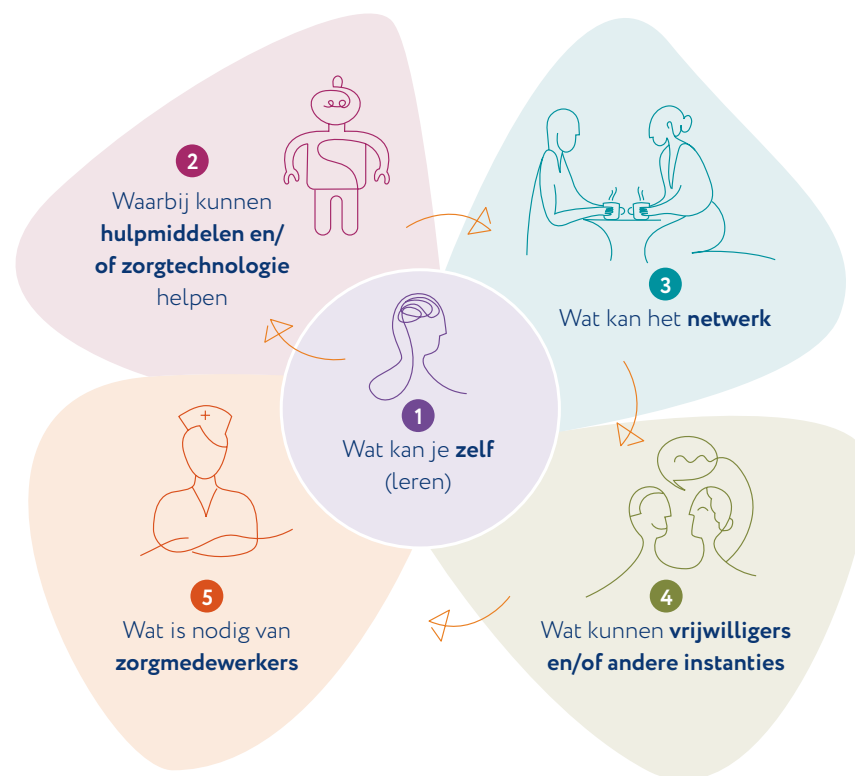 1
Wat kan je zelf
(leren)
2
Waarbij kunnen
hulpmiddelen en/
of zorgtechnologie
helpen
3
Wat kan het netwerk
4
Wat kunnen vrijwilligers
en/of andere instanties
5
Wat is nodig van
zorgmedewerkers